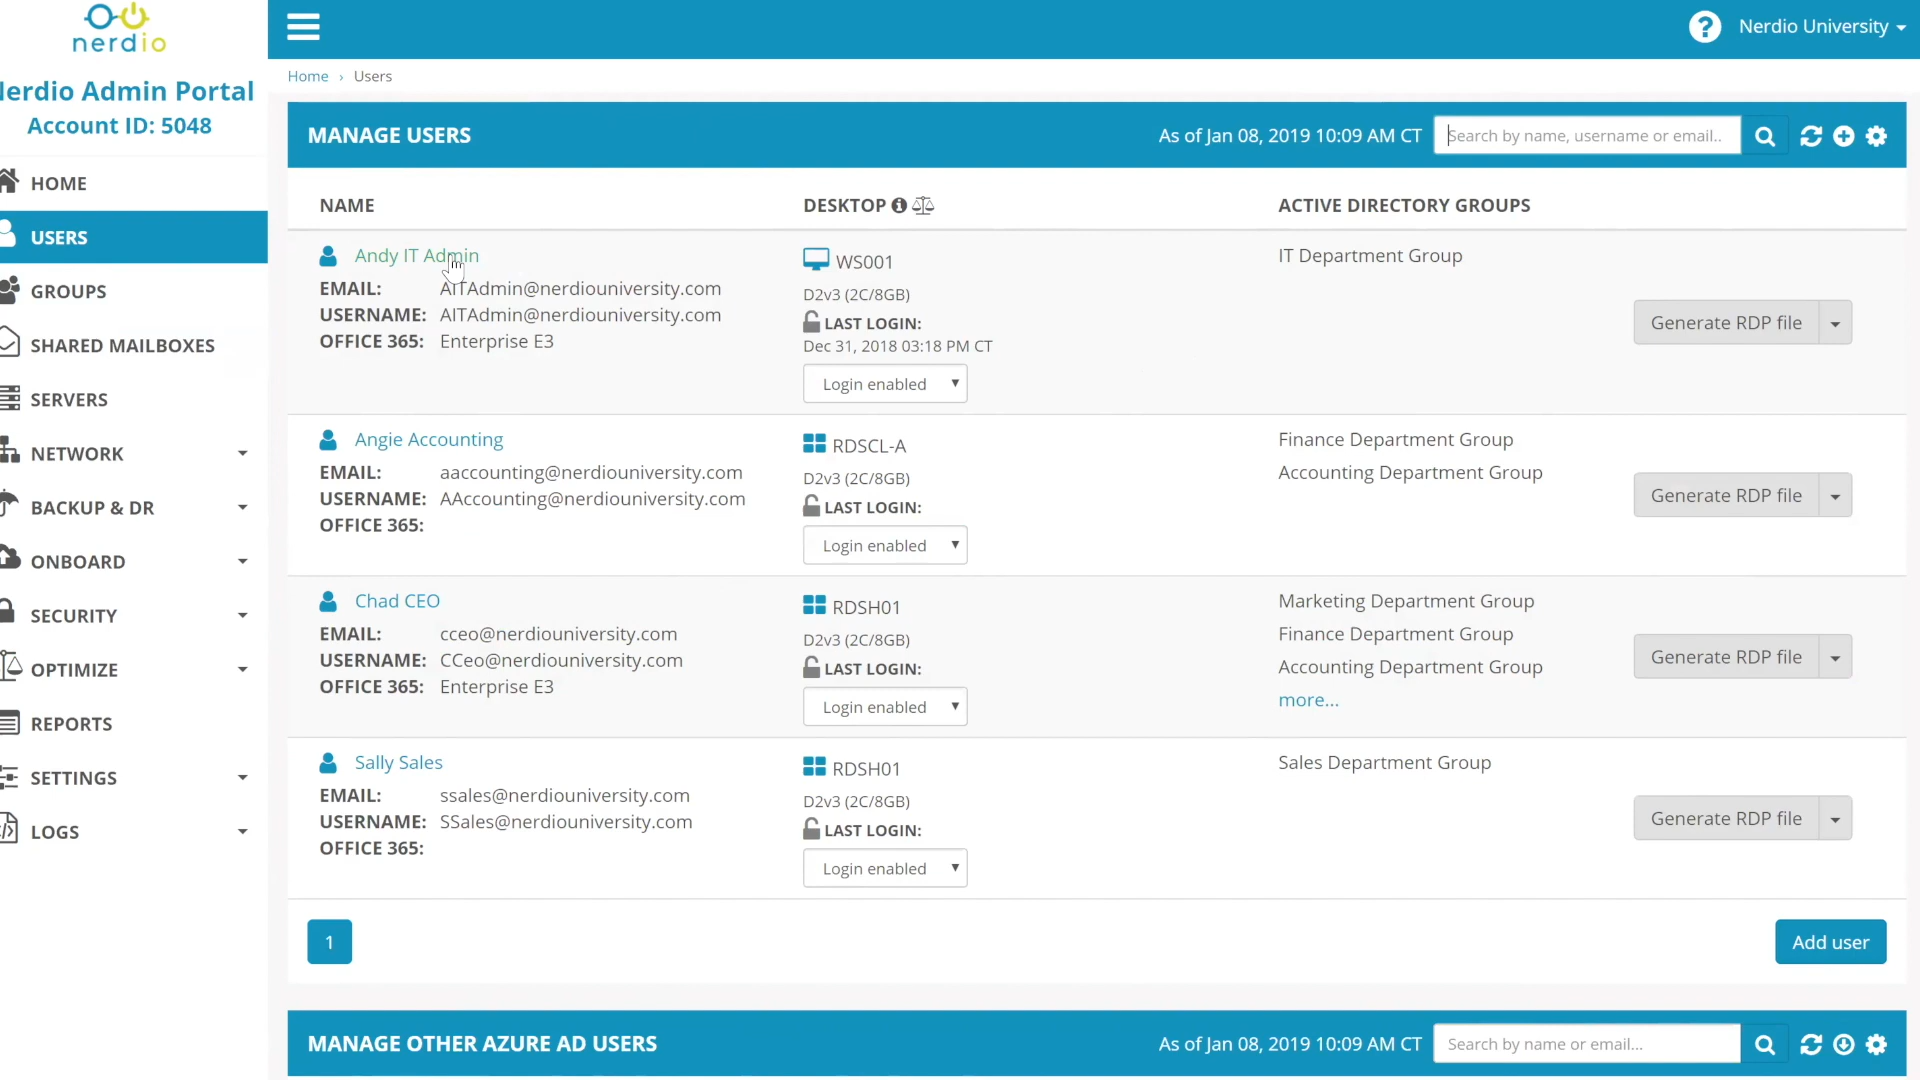 nerdio
Nerdio University
Home › Users
lerdio Admin Portal
Account ID: 5048
HOME
USERS
GROUPS
SHARED MAILBOXES
SERVERS
NETWORK
BACKUP & DR
ONBOARD
SECURITY
OPTIMIZE
REPORTS
SETTINGS
LOGS
MANAGE USERS
As of Jan 08, 2019 10:09 AM CT
Search by name, username or email..
NAME DESKTOP ACTIVE DIRECTORY GROUPS
Andy IT Admin
EMAIL: AITAdmin@nerdiouniversity.com
USERNAME: AITAdmin@nerdiouniversity.com
OFFICE 365: Enterprise E3
WS001
D2v3 (2C/8GB)
LAST LOGIN:
Dec 31, 2018 03:18 PM CT
Login enabled
IT Department Group
Generate RDP file
Angie Accounting
EMAIL: aaccounting@nerdiouniversity.com
USERNAME: AAccounting@nerdiouniversity.com
OFFICE 365:
RDSCL-A
D2v3 (2C/8GB)
LAST LOGIN:
Login enabled
Finance Department Group
Accounting Department Group
Generate RDP file
Chad CEO
EMAIL: cceo@nerdiouniversity.com
USERNAME: CCeo@nerdiouniversity.com
OFFICE 365: Enterprise E3
RDSH01
D2v3 (2C/8GB)
LAST LOGIN:
Login enabled
Marketing Department Group
Finance Department Group
Accounting Department Group
more...
Generate RDP file
Sally Sales
EMAIL: ssales@nerdiouniversity.com
USERNAME: SSales@nerdiouniversity.com
OFFICE 365:
RDSH01
D2v3 (2C/8GB)
LAST LOGIN:
Login enabled
Sales Department Group
Generate RDP file
1
Add user
MANAGE OTHER AZURE AD USERS
As of Jan 08, 2019 10:09 AM CT
Search by name or email...